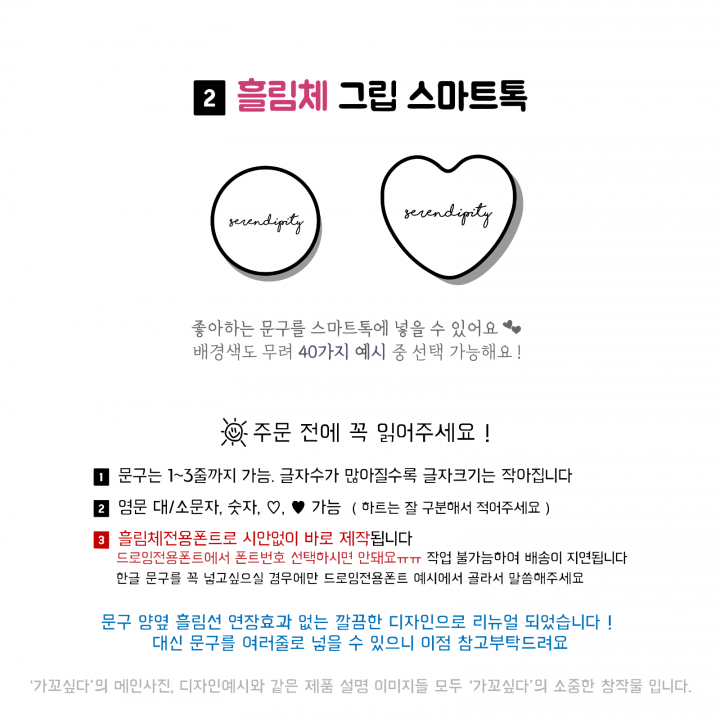 2 흘림체 그립 스마트톡
serendipity
serendipity
좋아하는 문구를 스마트톡에 넣을 수 있어요
배경색도 무려 40가지 예시 중 선택 가능해요!
주문 전에 꼭 읽어주세요!
1 문구는 1~3줄까지 가능. 글자수가 많아질수록 글자크기는 작아집니다
2 영문 대/소문자, 숫자, ♡, ♥ 가능 ( 하트는 잘 구분해서 적어주세요 )
3 흘림체전용폰트로 시안없이 바로 제작됩니다
드로잉전용폰트에서 폰트번호 선택하시면 안돼요ㅠㅠ 작업 불가능하여 배송이 지연됩니다
한글 문구를 꼭 넣고싶으실 경우에만 드로잉전용폰트 예시에서 골라서 말씀해주세요
문구 양옆 흘림선 연장효과 없는 깔끔한 디자인으로 리뉴얼 되었습니다 !
대신 문구를 여러줄로 넣을 수 있으니 이점 참고부탁드려요
'가꼬싶다'의 메인사진, 디자인예시와 같은 제품 설명 이미지들 모두 '가꼬싶다'의 소중한 창작물 입니다.